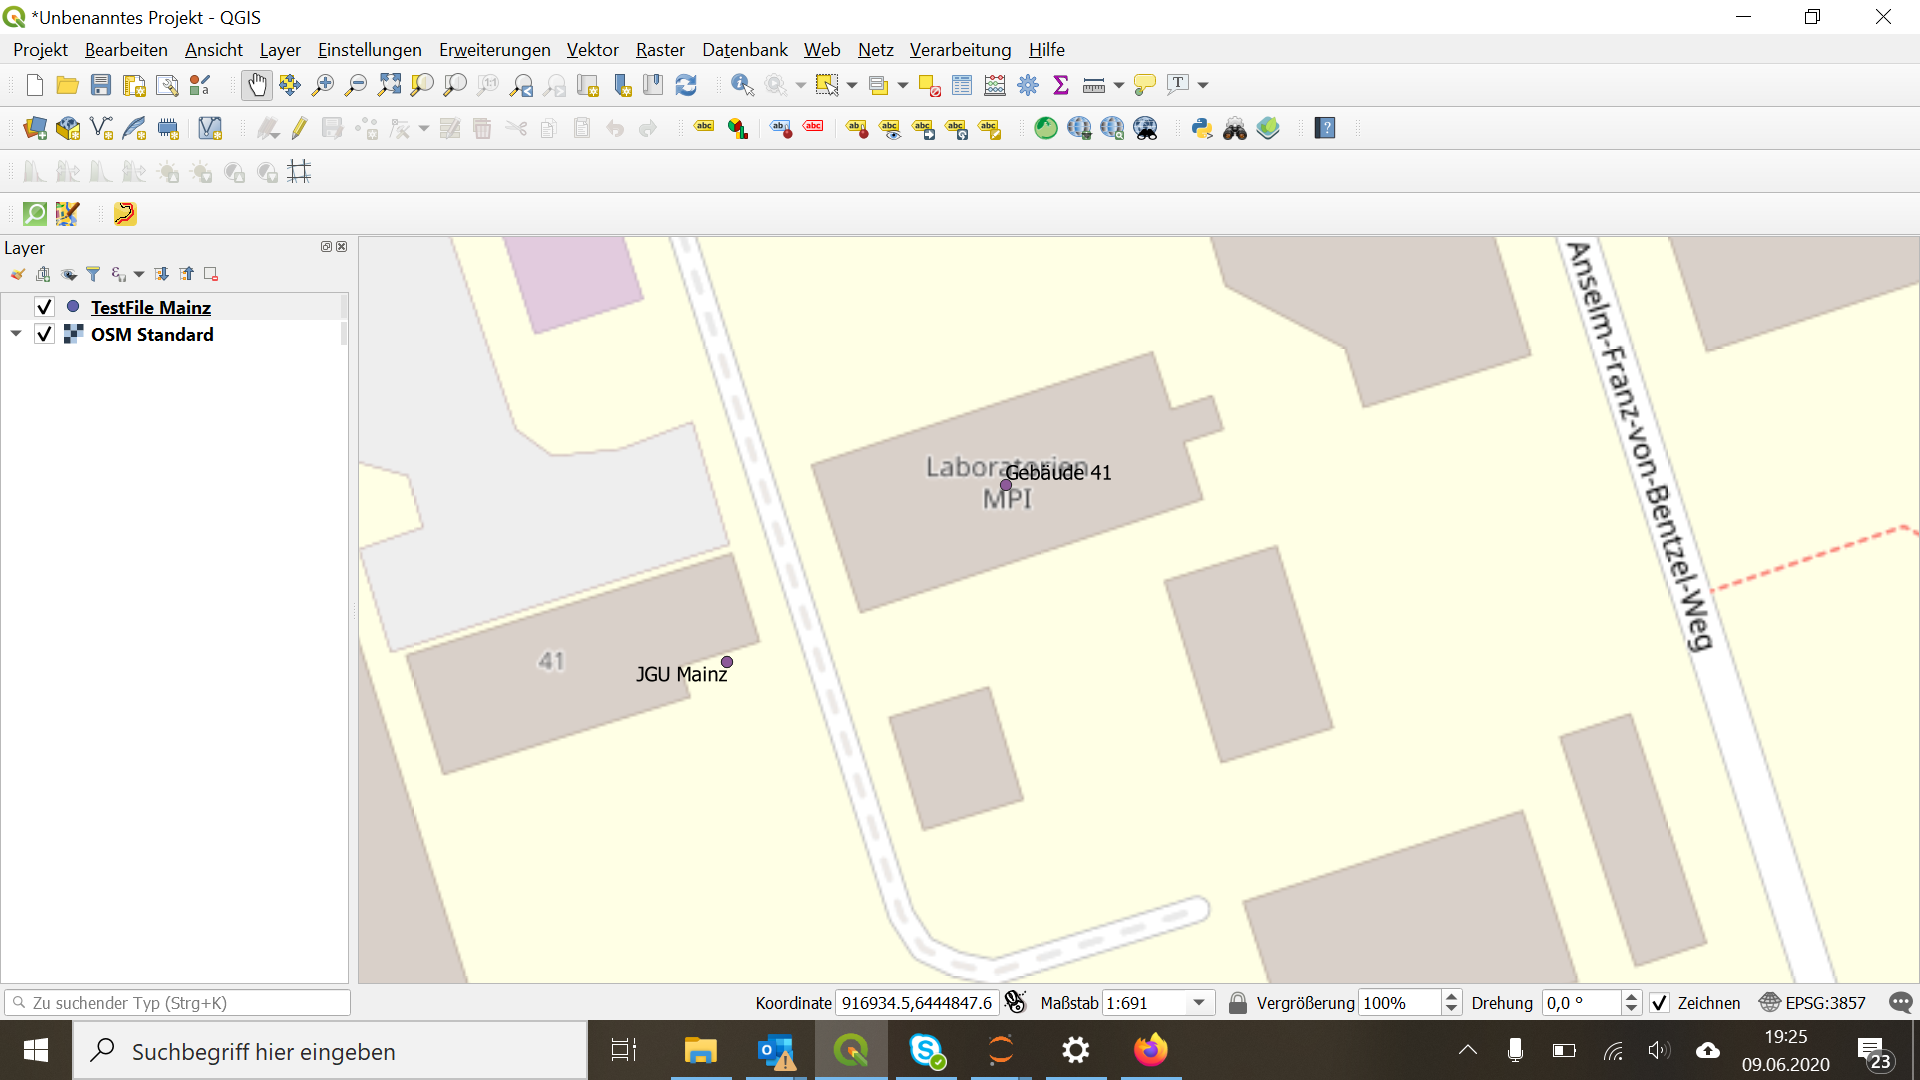 *Unbenanntes Projekt - QGIS
Projekt Bearbeiten Ansicht Layer Einstellungen Erweiterungen Vektor Raster Datenbank Web Netz Verarbeitung Hilfe
Layer
TestFile Mainz
OSM Standard
Anselm-Franz-von-Bentzel-Weg
Laboratorien
Gebäude 41
MPI
41
JGU Mainz
Zu suchender Typ (Strg+K)
Koordinate 916934.5,6444847.6 Maßstab 1:691 Vergrößerung 100% Drehung 0,0 ° Zeichnen EPSG:3857
Suchbegriff hier eingeben
19:25
09.06.2020
23